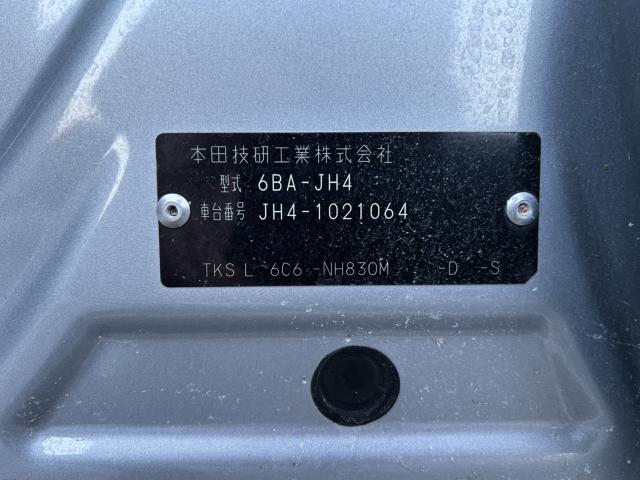 本田技研工業株式会社
型式 6BA-JH4
車台番号 JH4-1021064
TKS L 6C6 -NH830M -D -S